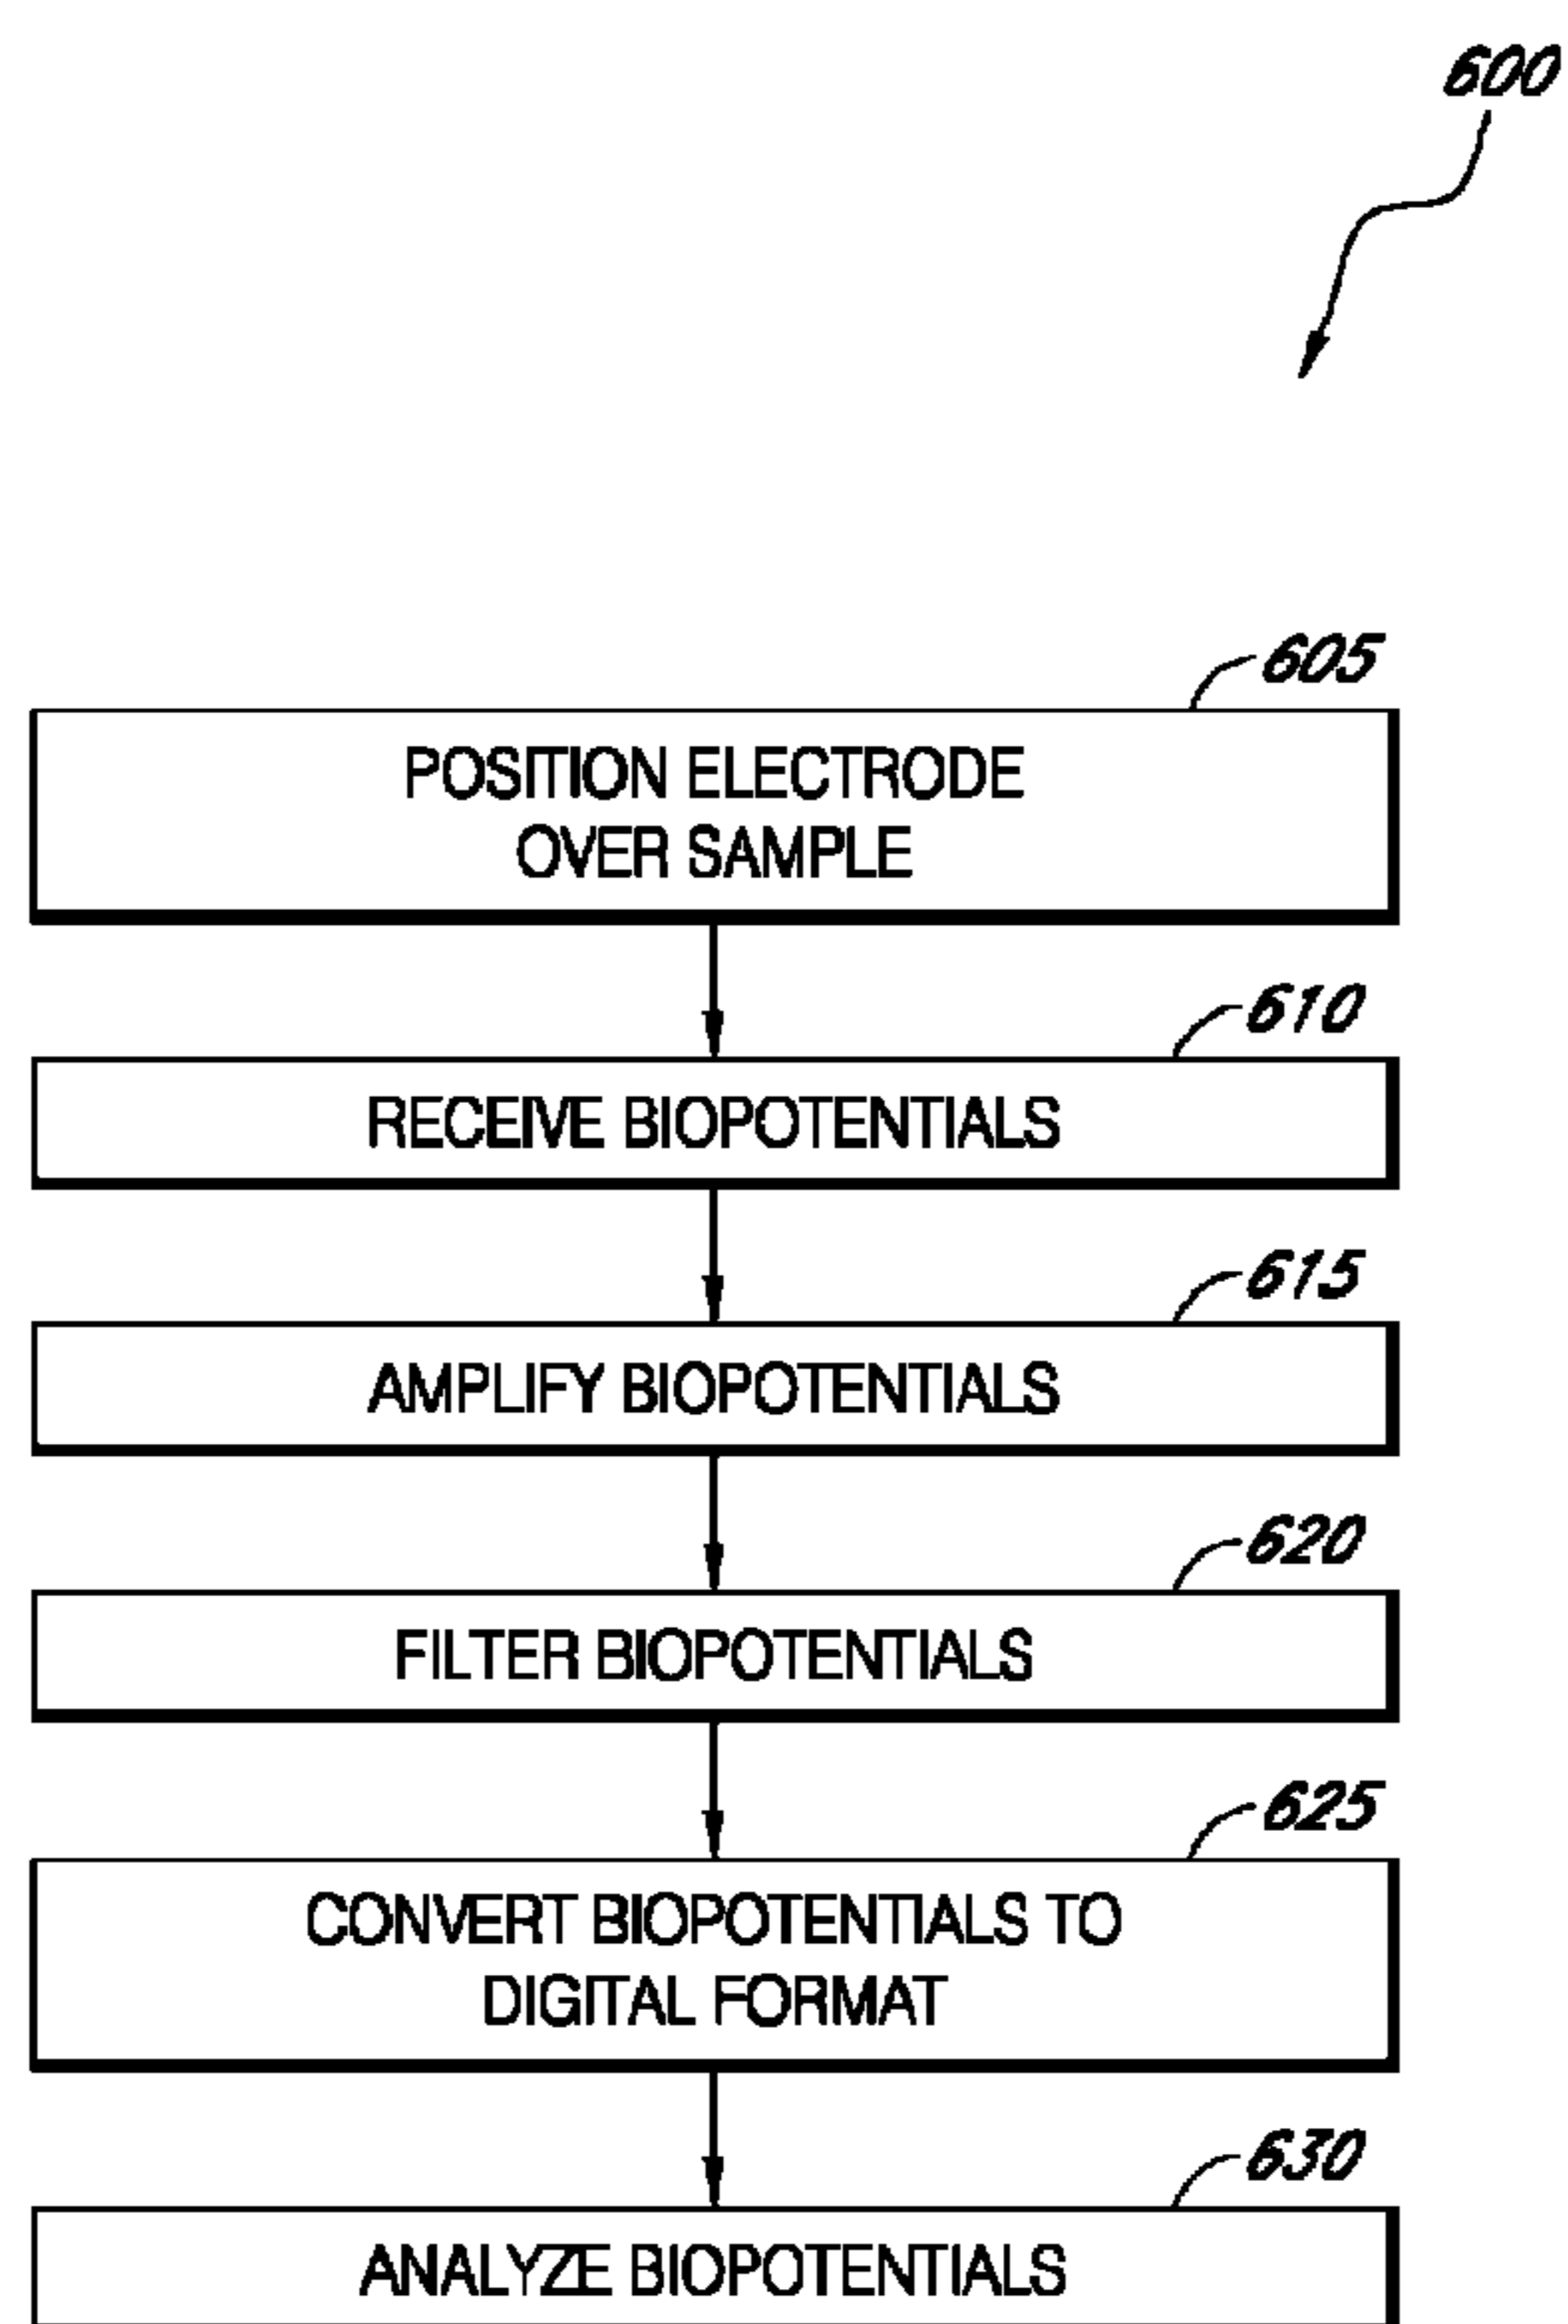 600
605
POSITION ELECTRODE
OVER SAMPLE
610
RECEIVE BIOPOTENTIALS
615
AMPLIFY BIOPOTENTIALS
620
FILTER BIOPOTENTIALS
625
CONVERT BIOPOTENTIALS TO
DIGITAL FORMAT
630
ANALYZE BIOPOTENTIALS